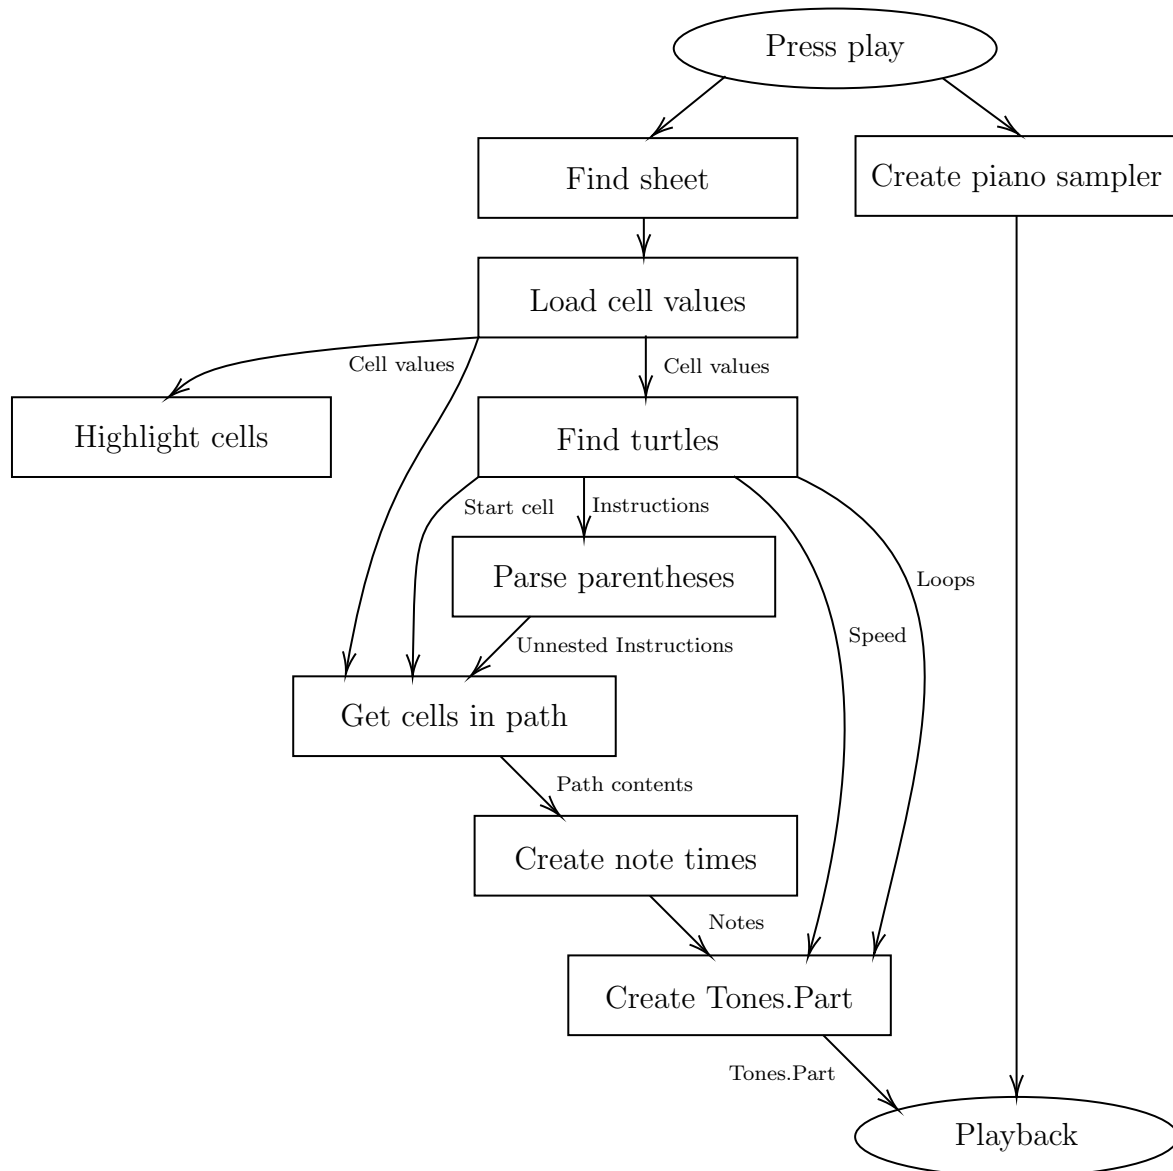 Press play
Find sheet
Create piano sampler
Load cell values
Cell values
Cell values
Highlight cells
Find turtles
Start cell
Instructions
Parse parentheses
Loops
Speed
Unnested Instructions
Get cells in path
Path contents
Create note times
Notes
Create Tones.Part
Tones.Part
Playback